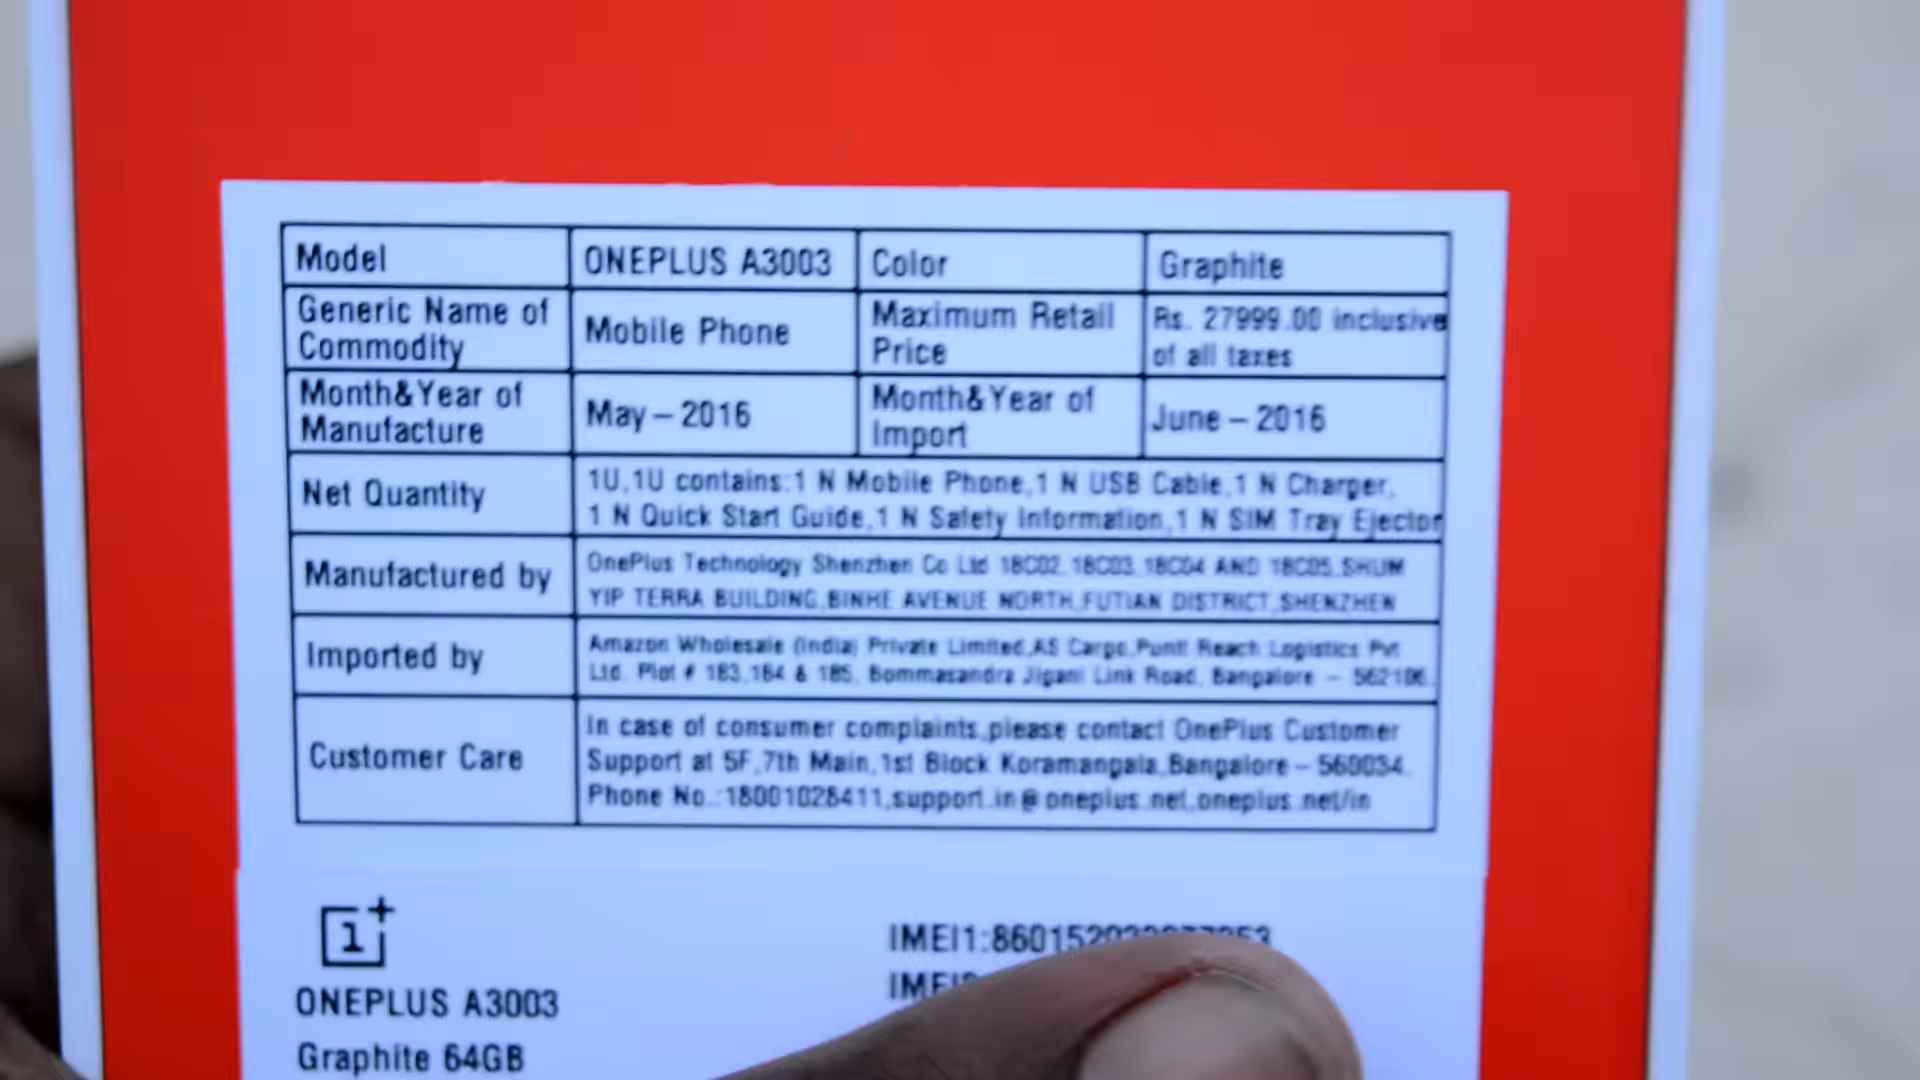 Model ONEPLUS A3003 Color Graphite
Generic Name of Commodity Mobile Phone Maximum Retail Price Rs. 27999.00 inclusive of all taxes
Month&Year of Manufacture May – 2016 Month&Year of Import June – 2016
Net Quantity
1U,1U contains:1 N Mobile Phone,1 N USB Cable,1 N Charger,
1 N Quick Start Guide,1 N Safety Information,1 N SIM Tray Ejector
Manufactured by
OnePlus Technology Shenzhen Co Ltd 18C02,18C03,18C04 AND 18C05,SHUM
YIP TERRA BUILDING,BINHE AVENUE NORTH,FUTIAN DISTRICT,SHENZHEN
Imported by
Amazon Wholesale (India) Private Limited,AS Cargo,Punit Reach Logistics Pvt
Ltd. Plot # 183,184 & 185, Bommasandra Jigani Link Road, Bangalore – 562106.
Customer Care
In case of consumer complaints,please contact OnePlus Customer
Support at 5F,7th Main,1st Block Koramangala,Bangalore – 560034.
Phone No.:18001028411,support.in@oneplus.net,oneplus.net/in
1+
IMEI1:860152
ONEPLUS A3003
Graphite 64GB